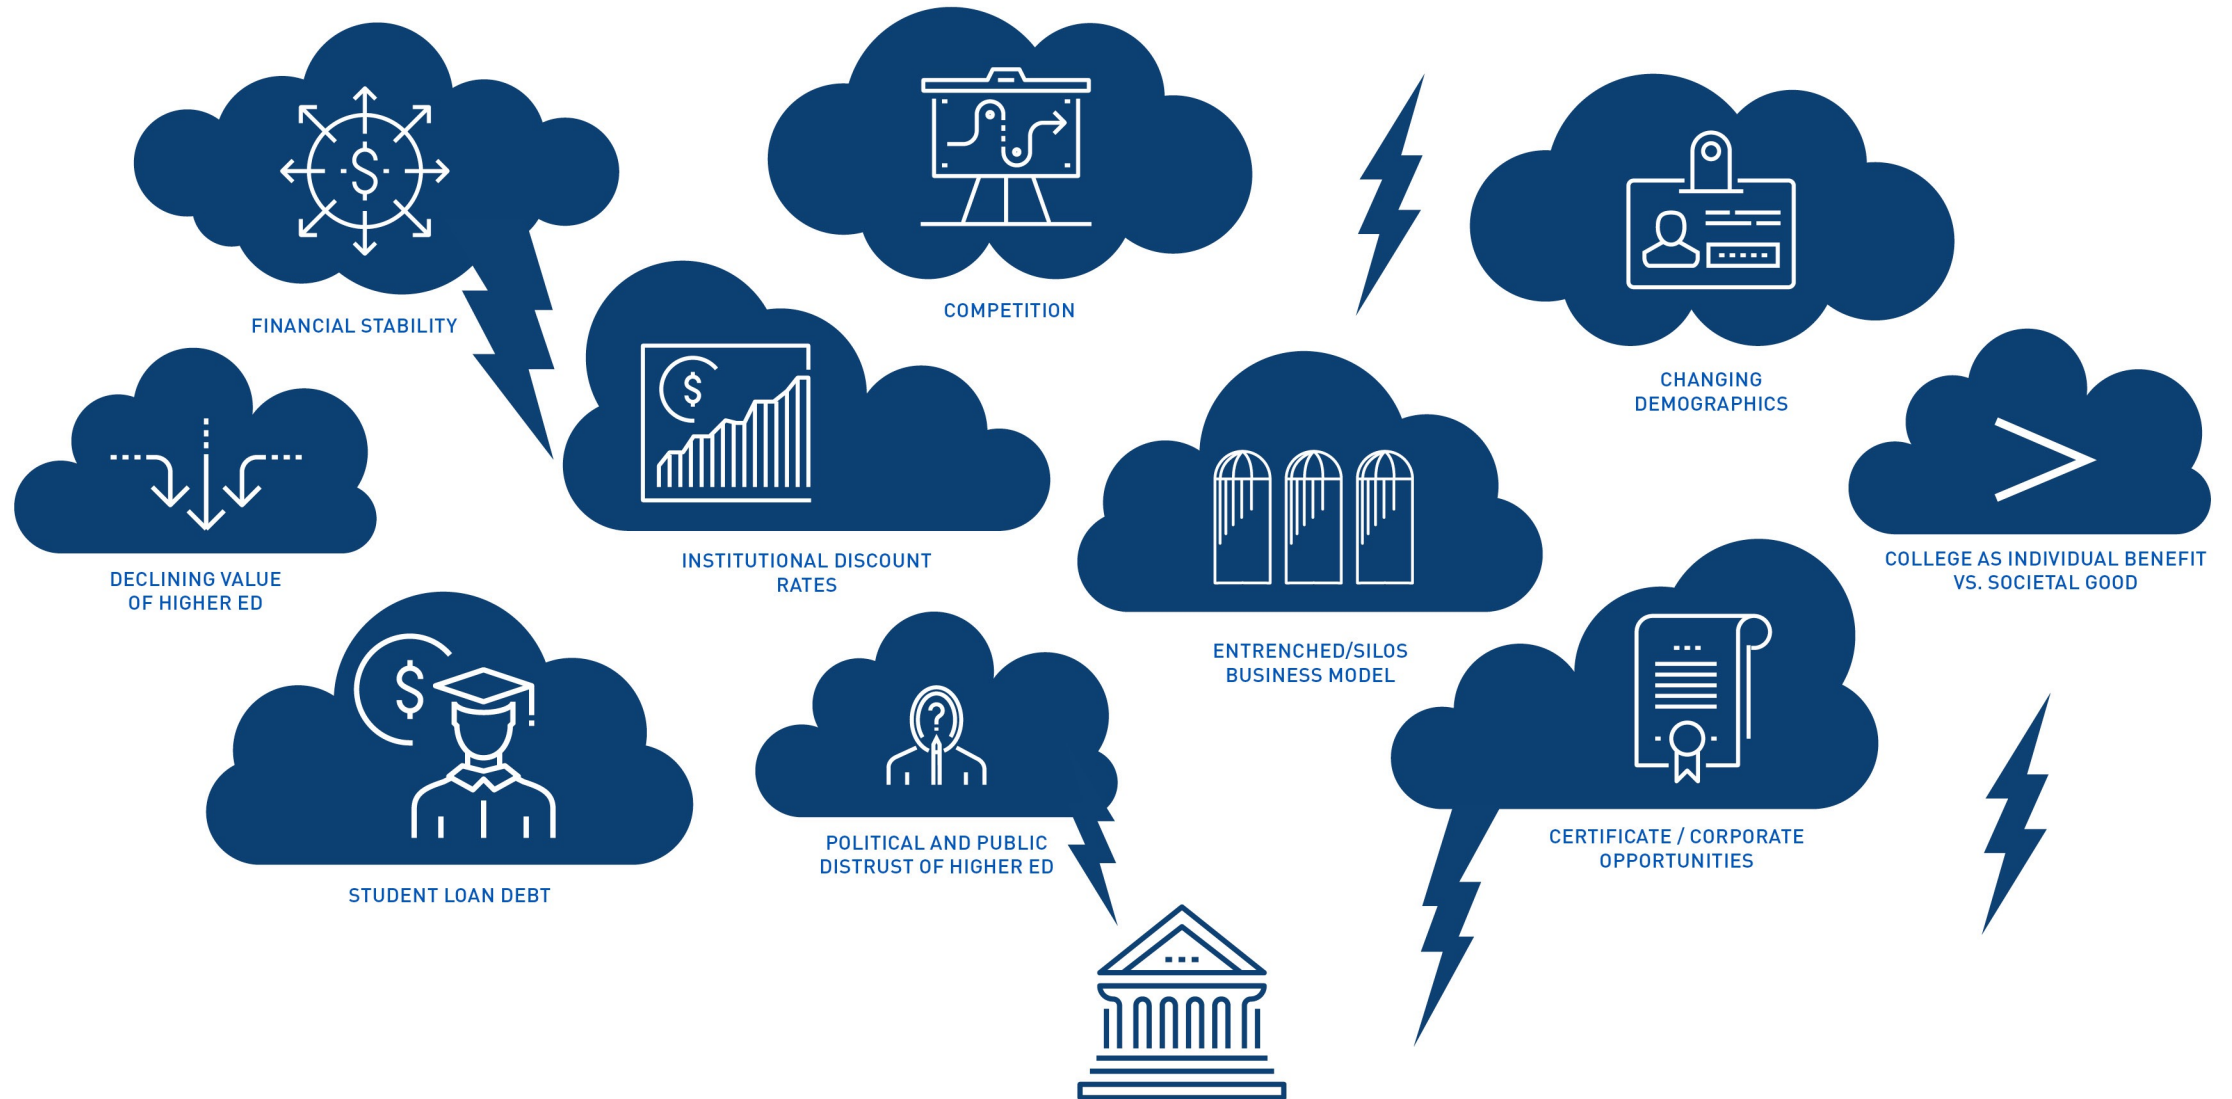 FINANCIAL STABILITY
COMPETITION
CHANGING
DEMOGRAPHICS
DECLINING VALUE
OF HIGHER ED
INSTITUTIONAL DISCOUNT
RATES
ENTRENCHED/SILOS
BUSINESS MODEL
COLLEGE AS INDIVIDUAL BENEFIT
VS. SOCIETAL GOOD
STUDENT LOAN DEBT
POLITICAL AND PUBLIC
DISTRUST OF HIGHER ED
CERTIFICATE / CORPORATE
OPPORTUNITIES